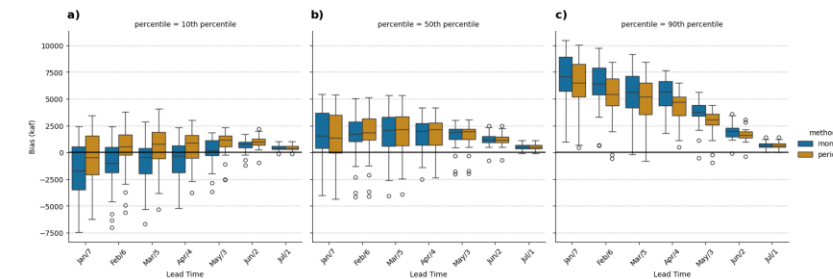 a)
percentile = 10th percentile
b)
percentile = 50th percentile
c)
percentile = 90th percentile
10000
7500
5000
2500
0
−2500
−5000
−7500
Bias (kaf)
Jan/7 Feb/6 Mar/5 Apr/4 May/3 Jun/2 Jul/1
Lead Time
Jan/7 Feb/6 Mar/5 Apr/4 May/3 Jun/2 Jul/1
Lead Time
Jan/7 Feb/6 Mar/5 Apr/4 May/3 Jun/2 Jul/1
Lead Time
metho
mon
perio